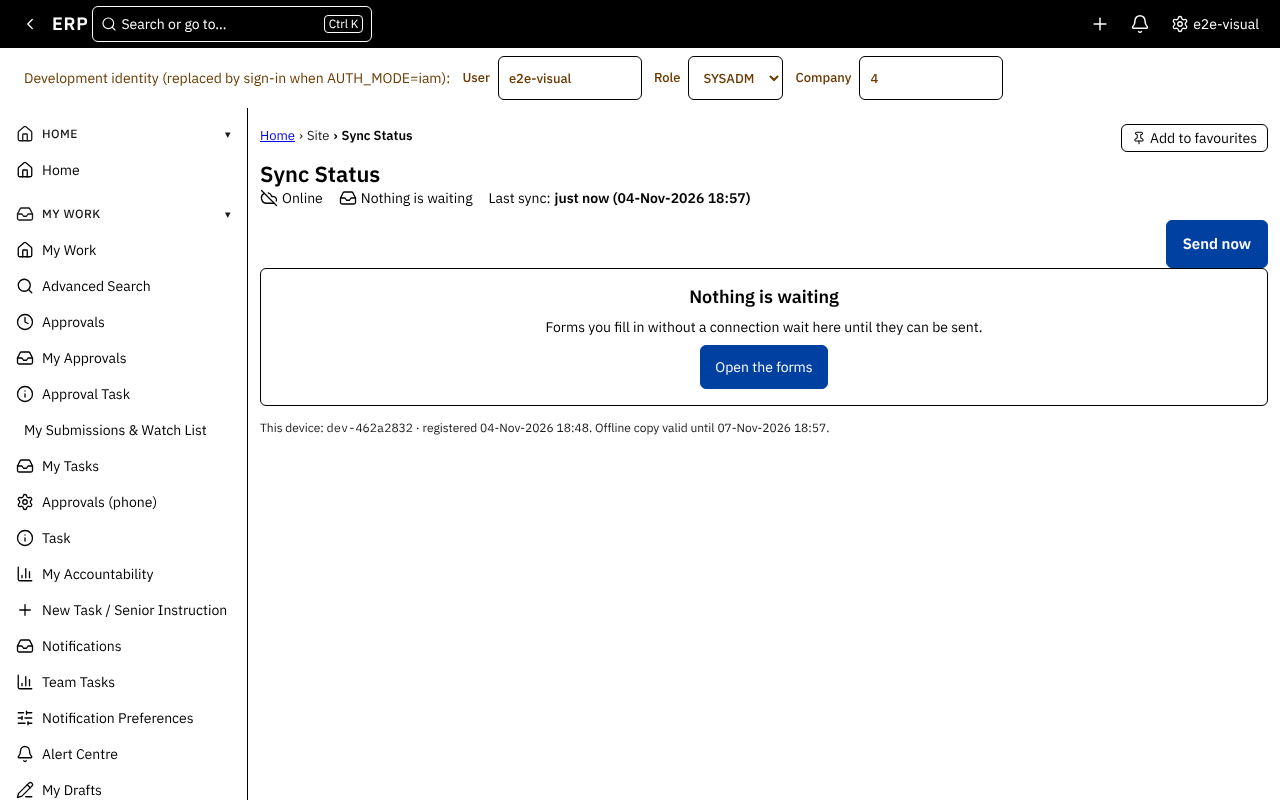 ERP Search or go to... Ctrl K e2e-visual
Development identity (replaced by sign-in when AUTH_MODE=iam): User e2e-visual Role SYSADM Company 4
HOME ▾
Home
MY WORK ▾
My Work
Advanced Search
Approvals
My Approvals
Approval Task
My Submissions & Watch List
My Tasks
Approvals (phone)
Task
My Accountability
New Task / Senior Instruction
Notifications
Team Tasks
Notification Preferences
Alert Centre
My Drafts
Home › Site › Sync Status
Add to favourites
Sync Status
Online Nothing is waiting Last sync: just now (04-Nov-2026 18:57)
Send now
Nothing is waiting
Forms you fill in without a connection wait here until they can be sent.
Open the forms
This device: dev-462a2832 · registered 04-Nov-2026 18:48. Offline copy valid until 07-Nov-2026 18:57.